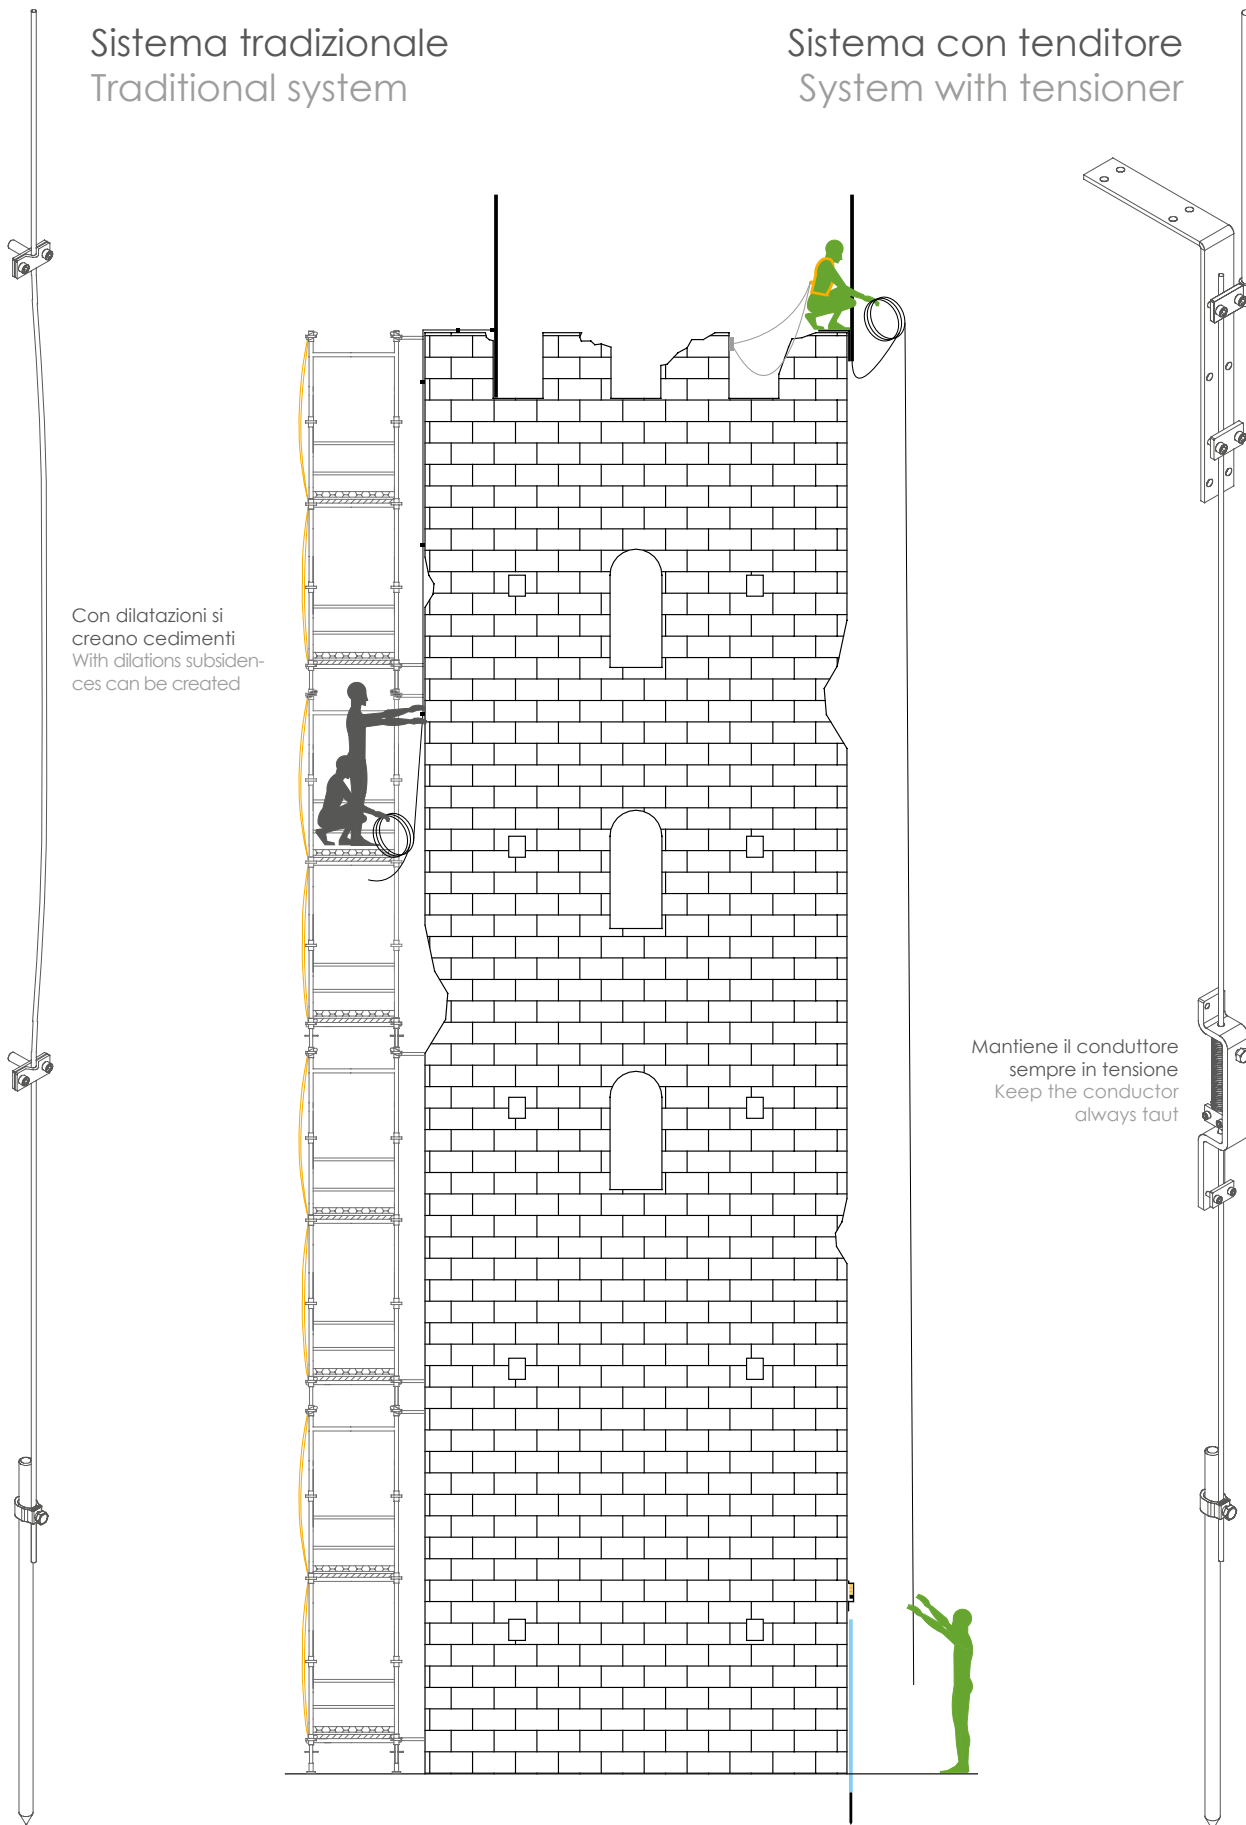 Sistema tradizionale
Traditional system
Sistema con tenditore
System with tensioner
Con dilatazioni si
creano cedimenti
With dilations subsiden-
ces can be created
Mantiene il conduttore
sempre in tensione
Keep the conductor
always taut